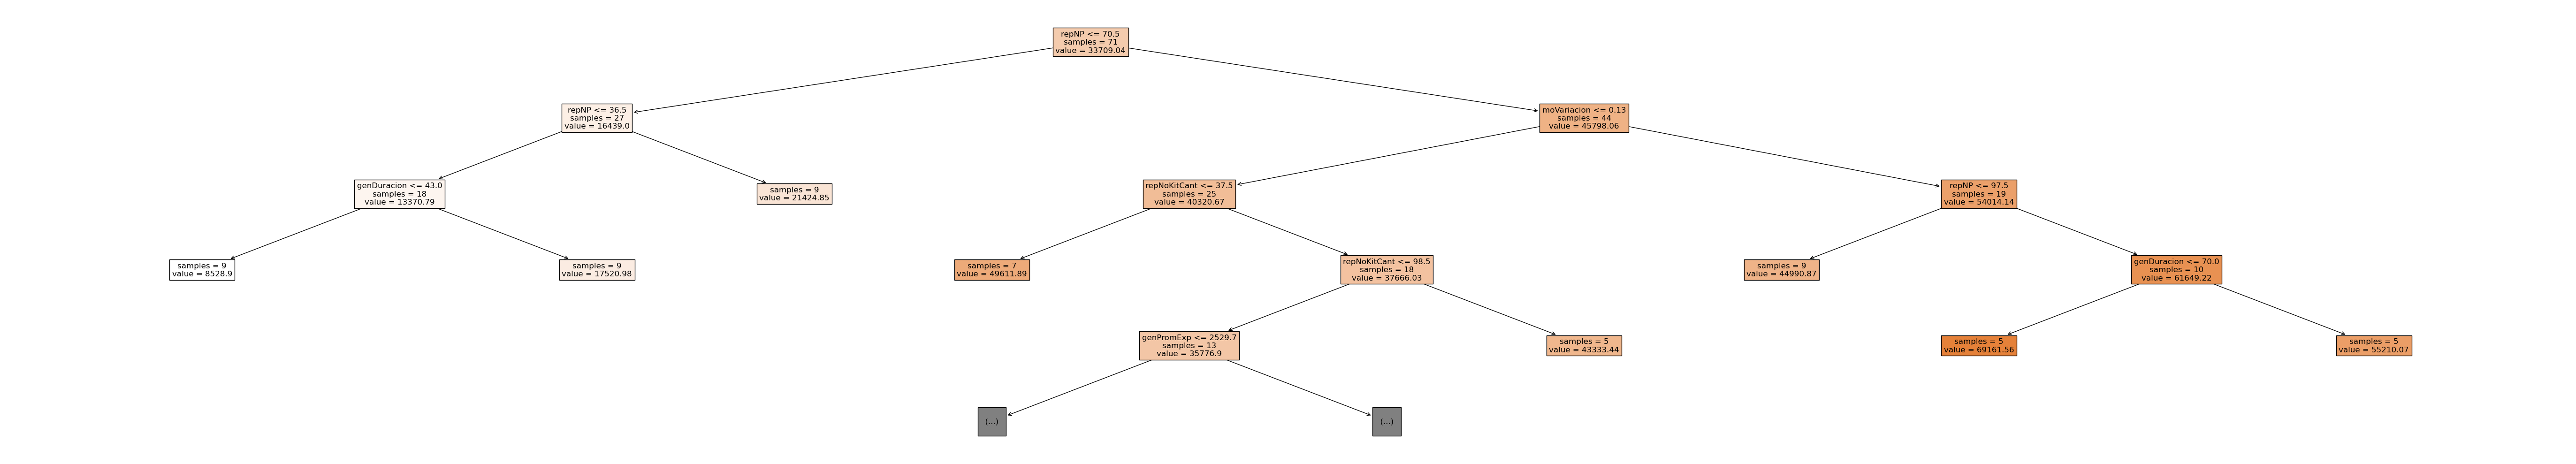 repNP <= 70.5
samples = 71
value = 33709.04
repNP <= 36.5
samples = 27
value = 16439.0
moVariacion <= 0.13
samples = 44
value = 45798.06
genDuracion <= 43.0
samples = 18
value = 13370.79
samples = 9
value = 21424.85
repNoKitCant <= 37.5
samples = 25
value = 40320.67
repNP <= 97.5
samples = 19
value = 54014.14
samples = 9
value = 8528.9
samples = 9
value = 17520.98
samples = 7
value = 49611.89
repNoKitCant <= 98.5
samples = 18
value = 37666.03
samples = 9
value = 44990.87
genDuracion <= 70.0
samples = 10
value = 61649.22
genPromExp <= 2529.7
samples = 13
value = 35776.9
samples = 5
value = 43333.44
samples = 5
value = 69161.56
samples = 5
value = 55210.07
(...)
(...)